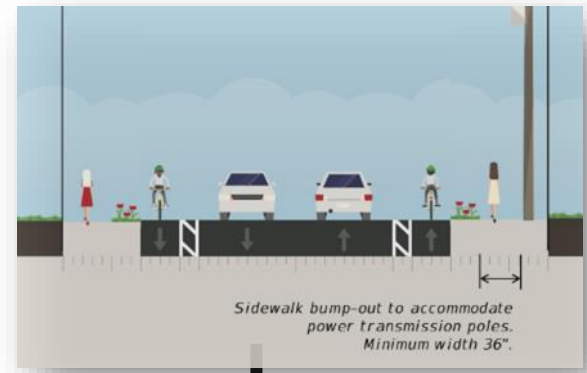 Sidewalk bump-out to accommodate
power transmission poles.
Minimum width 36".